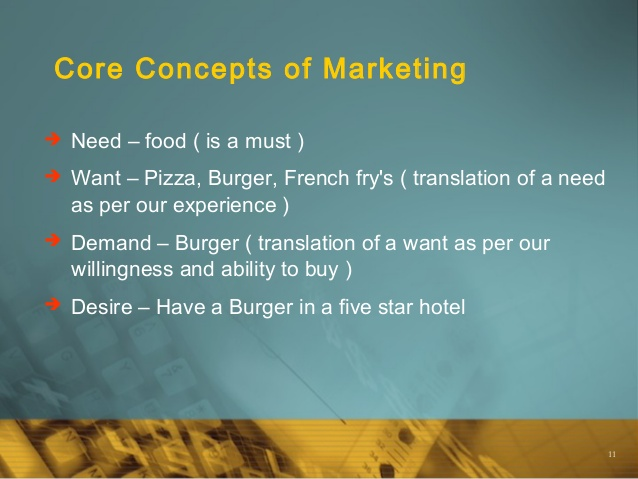 Core Concepts of Marketing
Need – food ( is a must )
Want – Pizza, Burger, French fry's ( translation of a need
as per our experience )
Demand – Burger ( translation of a want as per our
willingness and ability to buy )
Desire – Have a Burger in a five star hotel
11